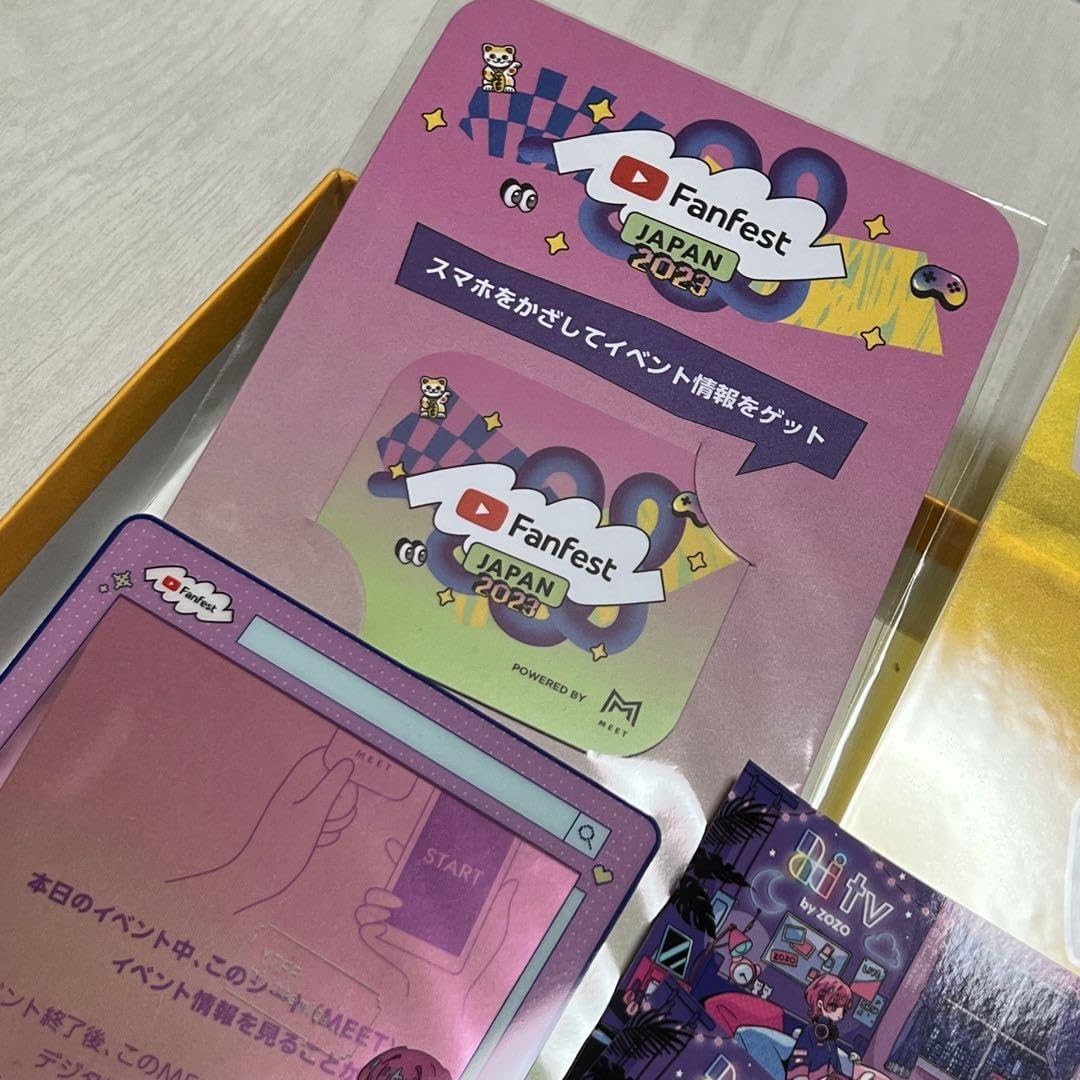 Fanfest
JAPAN
2023
スマホをかざしてイベント情報をゲット
Fanfest
JAPAN
2023
POWERED BY
MEET
Fanfest
MEET
START
本日のイベント中、このシート(MEET)
イベント情報を見ることが
ント終了後、このME
デジタ
tv
by ZOZO
ZOZO
LIVE